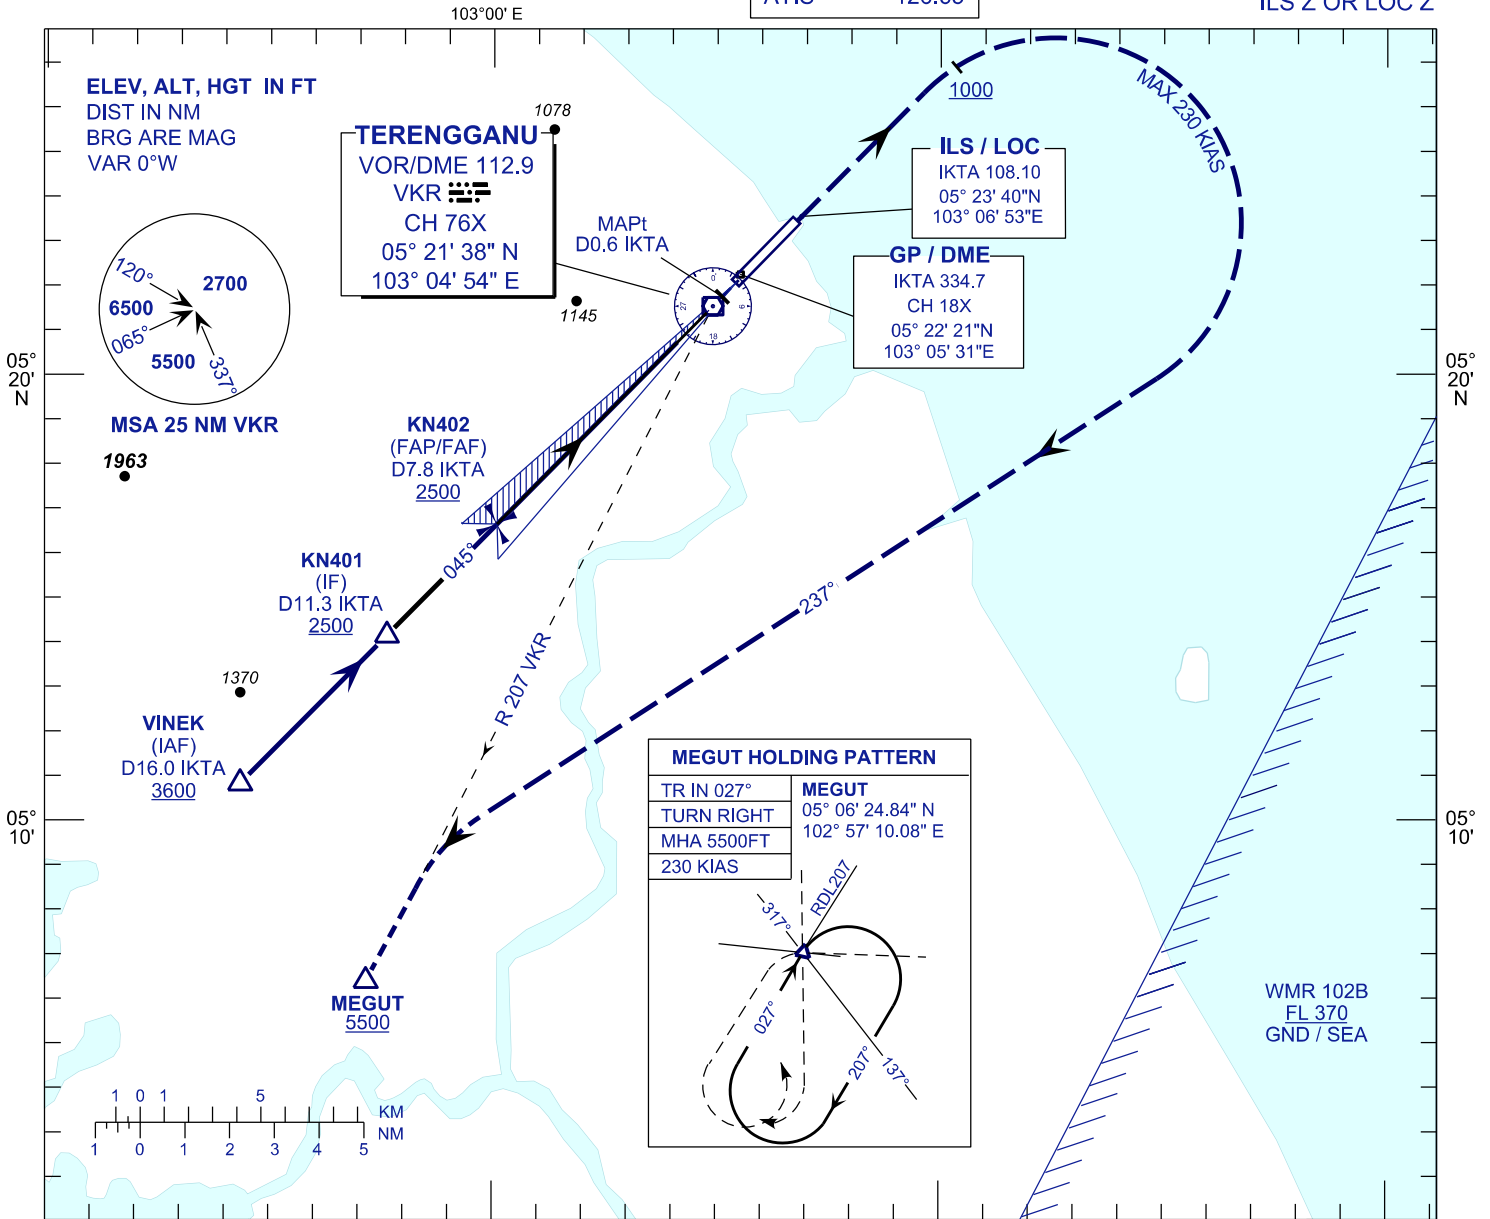 103°00' E
ILS Z OR LOC Z
ELEV, ALT, HGT IN FT
DIST IN NM
BRG ARE MAG
VAR 0°W
1078
TERENGGANU
VOR/DME 112.9
VKR
CH 76X
05° 21' 38" N
103° 04' 54" E
1000
MAX 230 KIAS
ILS / LOC
IKTA 108.10
05° 23' 40"N
103° 06' 53"E
MAPt
D0.6 IKTA
GP / DME
IKTA 334.7
CH 18X
05° 22' 21"N
103° 05' 31"E
0
9
18
27
1145
120°
2700
6500
065°
5500
337°
MSA 25 NM VKR
05°
20'
N
05°
20'
N
1963
KN402
(FAP/FAF)
D7.8 IKTA
2500
045°
KN401
(IF)
D11.3 IKTA
2500
237°
R 207 VKR
1370
VINEK
(IAF)
D16.0 IKTA
3600
05°
10'
05°
10'
MEGUT HOLDING PATTERN
TR IN 027°
TURN RIGHT
MHA 5500FT
230 KIAS
MEGUT
05° 06' 24.84" N
102° 57' 10.08" E
RDL207
317°
027°
207°
137°
MEGUT
5500
WMR 102B
FL 370
GND / SEA
1 0 1 5
KM
NM
1 0 1 2 3 4 5